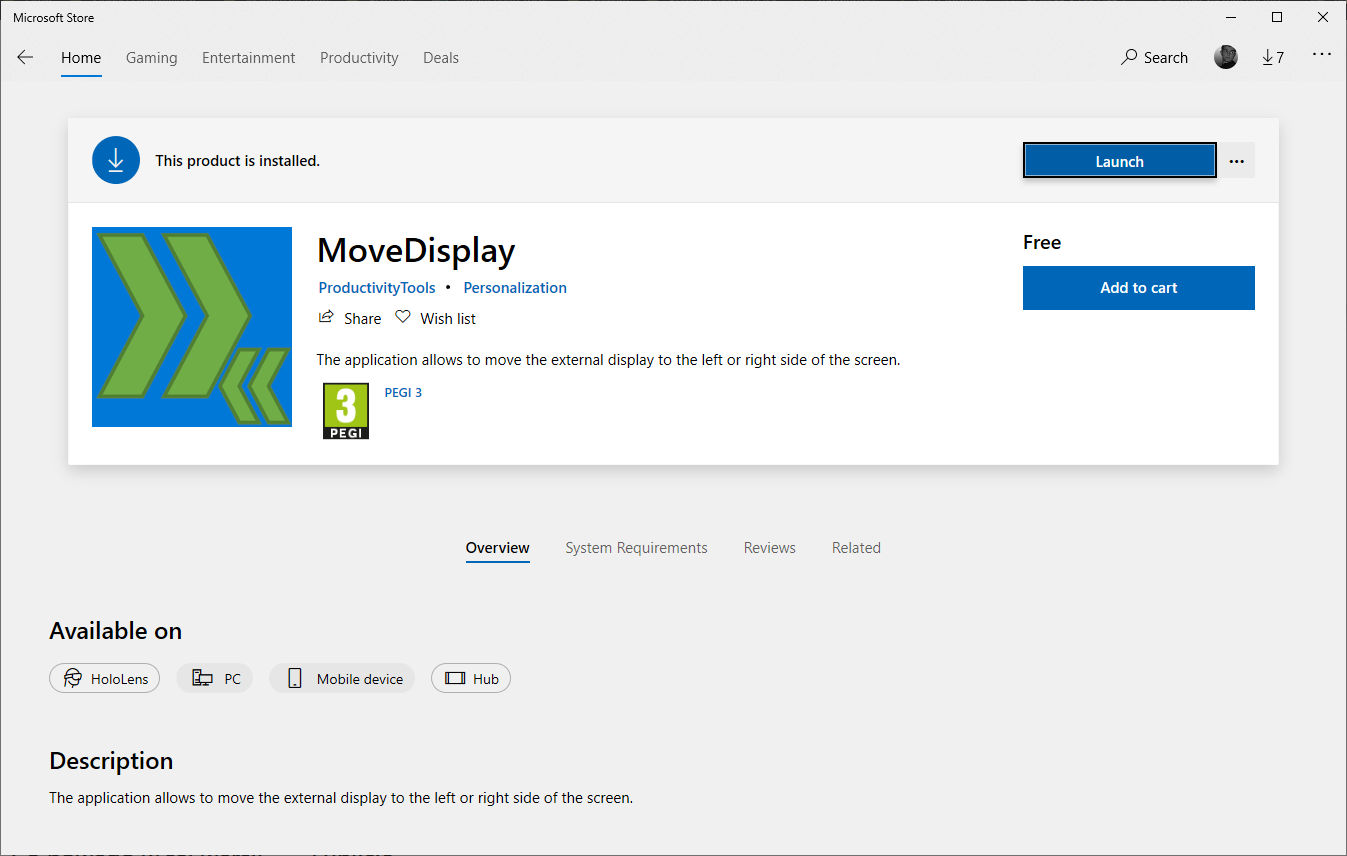 Microsoft Store
Home Gaming Entertainment Productivity Deals Search 7
This product is installed. Launch
MoveDisplay
Free
ProductivityTools • Personalization
Add to cart
Share Wish list
The application allows to move the external display to the left or right side of the screen.
3
PEGI
PEGI 3
Overview System Requirements Reviews Related
Available on
HoloLens PC Mobile device Hub
Description
The application allows to move the external display to the left or right side of the screen.